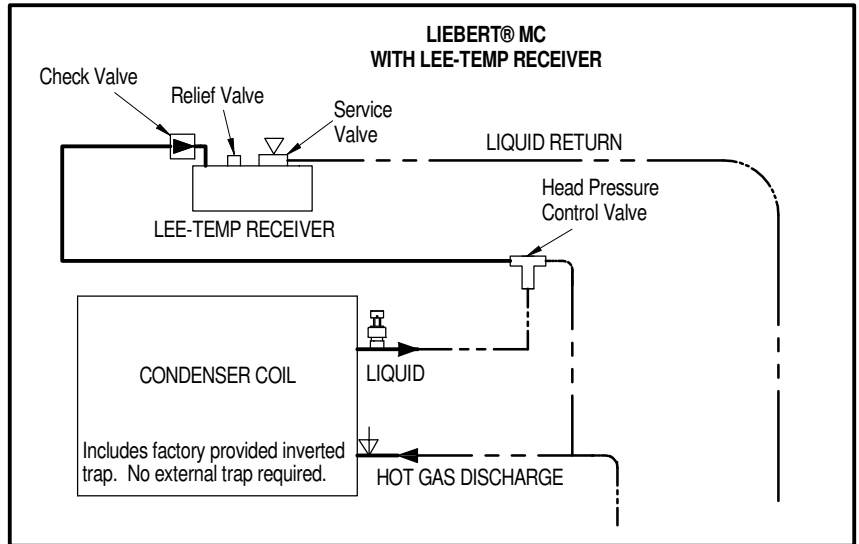 LIEBERT® MC
WITH LEE-TEMP RECEIVER
Check Valve
Relief Valve
Service
Valve
LIQUID RETURN
Head Pressure
Control Valve
LEE-TEMP RECEIVER
CONDENSER COIL
LIQUID
Includes factory provided inverted
trap. No external trap required.
HOT GAS DISCHARGE